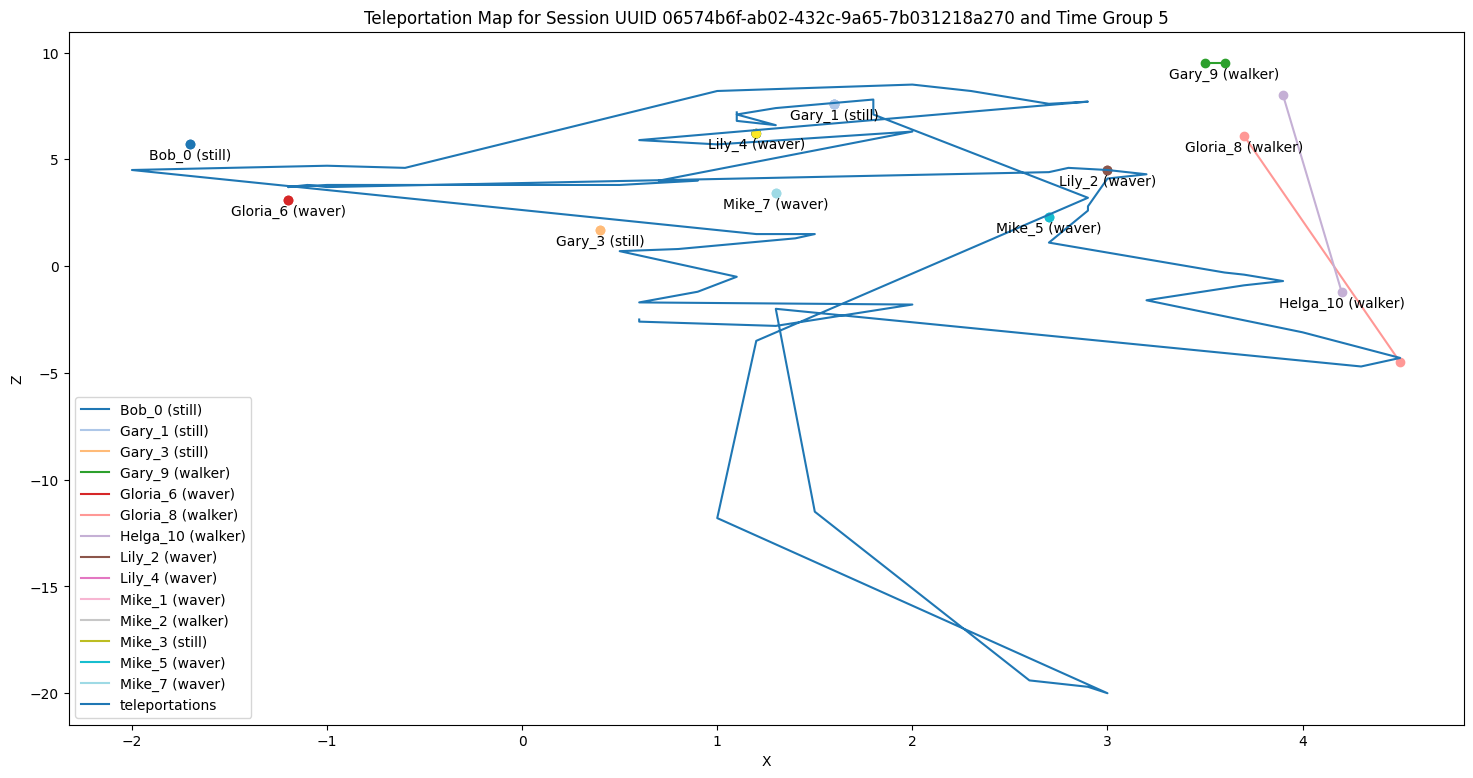 Teleportation Map for Session UUID 06574b6f-ab02-432c-9a65-7b031218a270 and Time Group 5
10
5
0
−5
−10
−15
−20
Z
Gary_9 (walker)
Gary_1 (still)
Lily_4 (waver)
Gloria_8 (walker)
Bob_0 (still)
Lily_2 (waver)
Mike_7 (waver)
Gloria_6 (waver)
Mike_5 (waver)
Gary_3 (still)
Helga_10 (walker)
Bob_0 (still)
Gary_1 (still)
Gary_3 (still)
Gary_9 (walker)
Gloria_6 (waver)
Gloria_8 (walker)
Helga_10 (walker)
Lily_2 (waver)
Lily_4 (waver)
Mike_1 (waver)
Mike_2 (walker)
Mike_3 (still)
Mike_5 (waver)
Mike_7 (waver)
teleportations
−2 −1 0 1 2 3 4
X